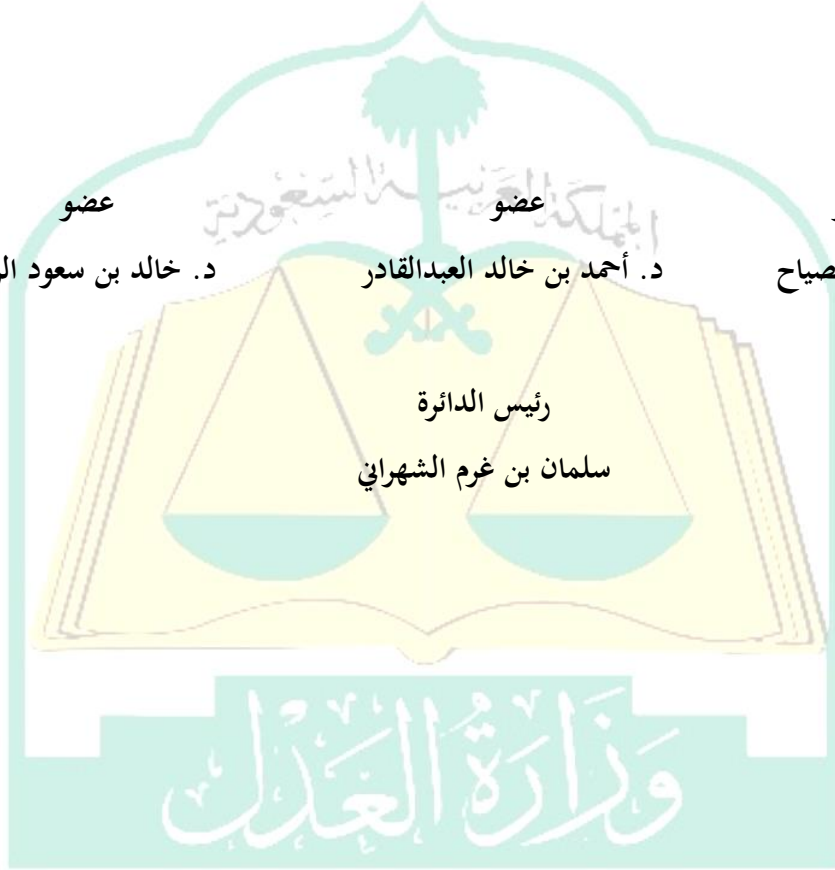 المملكة العربية السعودية
عضو عضو
د. أحمد بن خالد العبدالقادر د. خالد بن سعود
رئيس الدائرة
سلمان بن غرم الشهراني
وزارة العدل